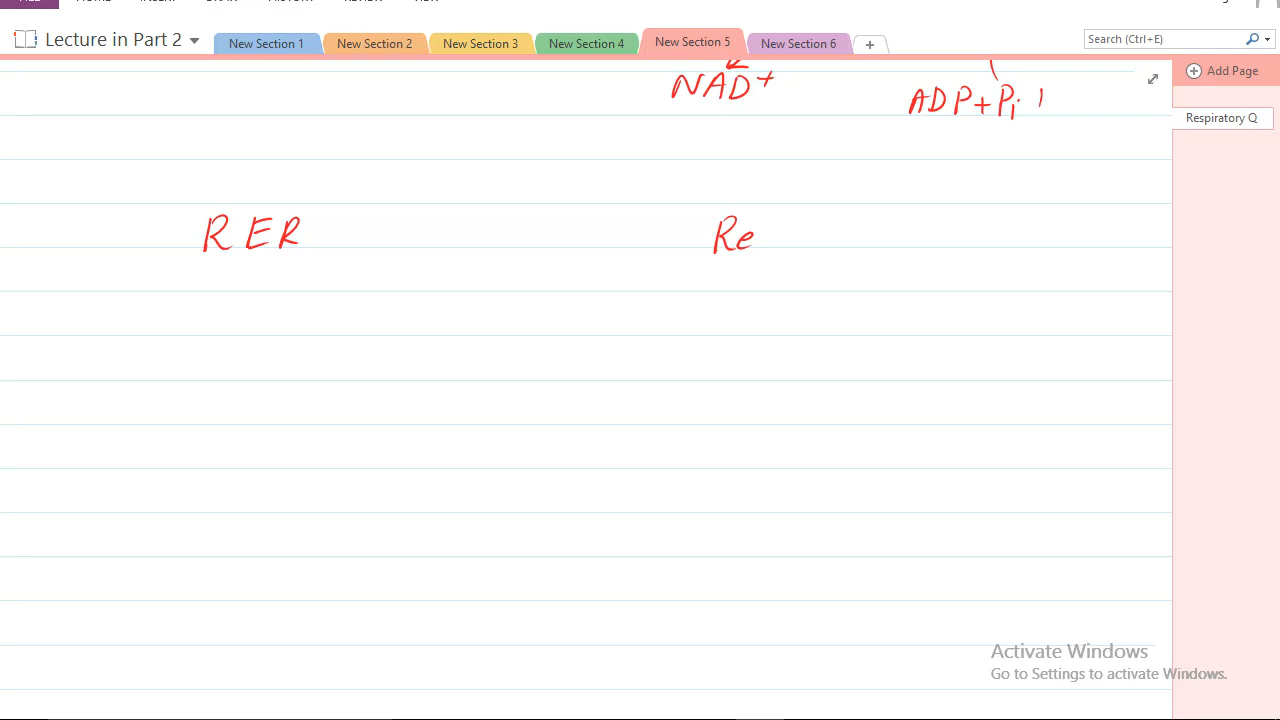 Lecture in Part 2
New Section 1
New Section 2
New Section 3
New Section 4
New Section 5
New Section 6
+
Search (Ctrl+E)
Add Page
Respiratory Q
NAD+
ADP+Pi
RER
Re
Activate Windows
Go to Settings to activate Windows.